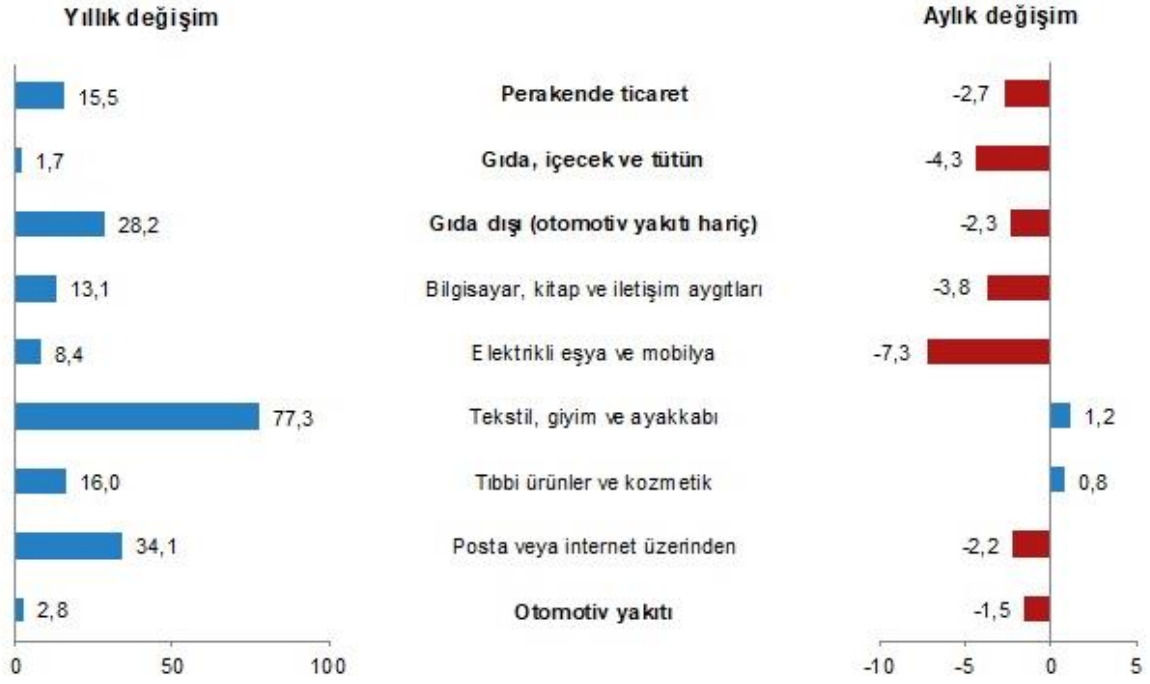 Yıllık değişim Aylık değişim
15,5 Perakende ticaret -2,7
1,7 Gıda, içecek ve tütün -4,3
28,2 Gıda dışı (otomotiv yakıtı hariç) -2,3
13,1 Bilgisayar, kitap ve iletişim aygıtları -3,8
8,4 Elektrikli eşya ve mobilya -7,3
77,3 Tekstil, giyim ve ayakkabı 1,2
16,0 Tıbbi ürünler ve kozmetik 0,8
34,1 Posta veya internet üzerinden -2,2
2,8 Otomotiv yakıtı -1,5
0 50 100 -10 -5 0 5